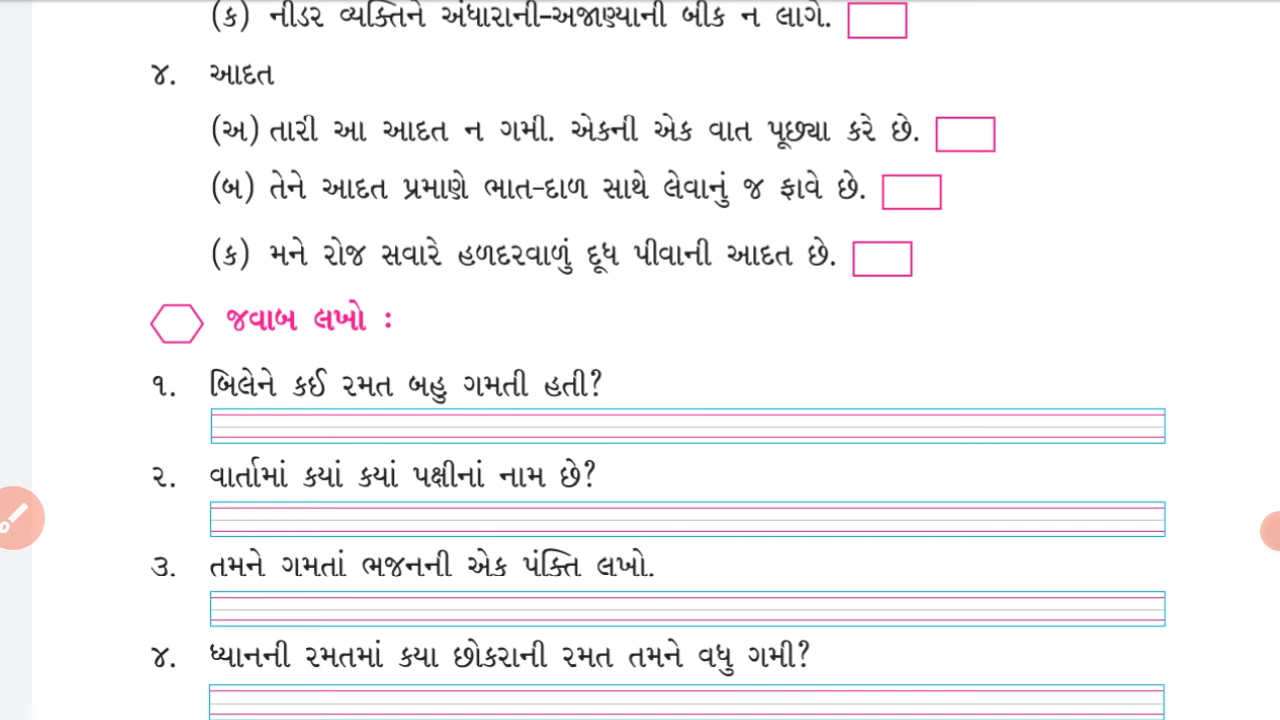 (ક) નીડર વ્યક્તિને અંધારાની-અજાણ્યાની બીક ન લાગે.
૪. આદત
(અ) તારી આ આદત ન ગમી. એકની એક વાત પૂછ્યા કરે છે.
(બ) તેને આદત પ્રમાણે ભાત-દાળ સાથે લેવાનું જ ફાવે છે.
(ક) મને રોજ સવારે હળદરવાળું દૂધ પીવાની આદત છે.
જવાબ લખો :
૧. બિલેને કઈ રમત બહુ ગમતી હતી?
૨. વાર્તામાં કયાં કયાં પક્ષીનાં નામ છે?
૩. તમને ગમતાં ભજનની એક પંક્તિ લખો.
૪. ધ્યાનની રમતમાં કયા છોકરાની રમત તમને વધુ ગમી?